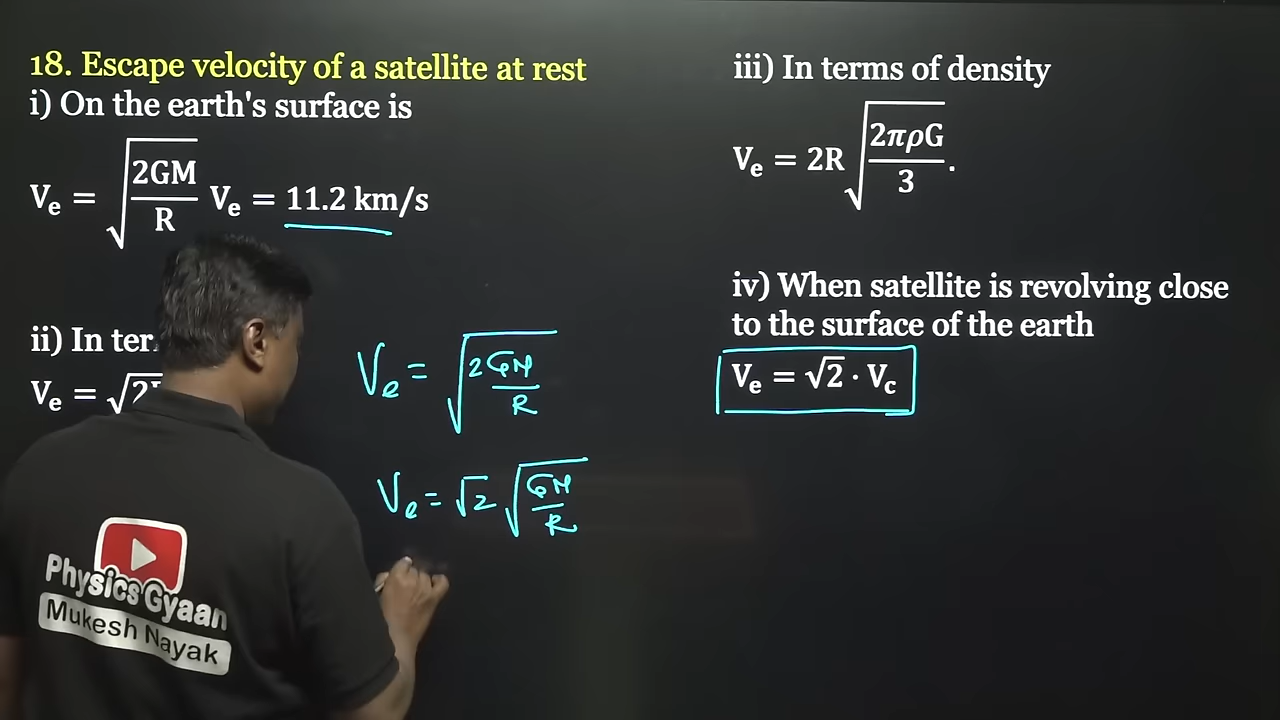 18. Escape velocity of a satellite at rest
i) On the earth's surface is
Vₑ = √(2GM/R) Vₑ = 11.2 km/s
ii) In ter
Vₑ = √2
Vₑ = √(2GM/R)
Vₑ = √2 √(GM/R)
iii) In terms of density
Vₑ = 2R √(2πρG/3).
iv) When satellite is revolving close
to the surface of the earth
Vₑ = √2 · V_c
Physics Gyaan
Mukesh Nayak